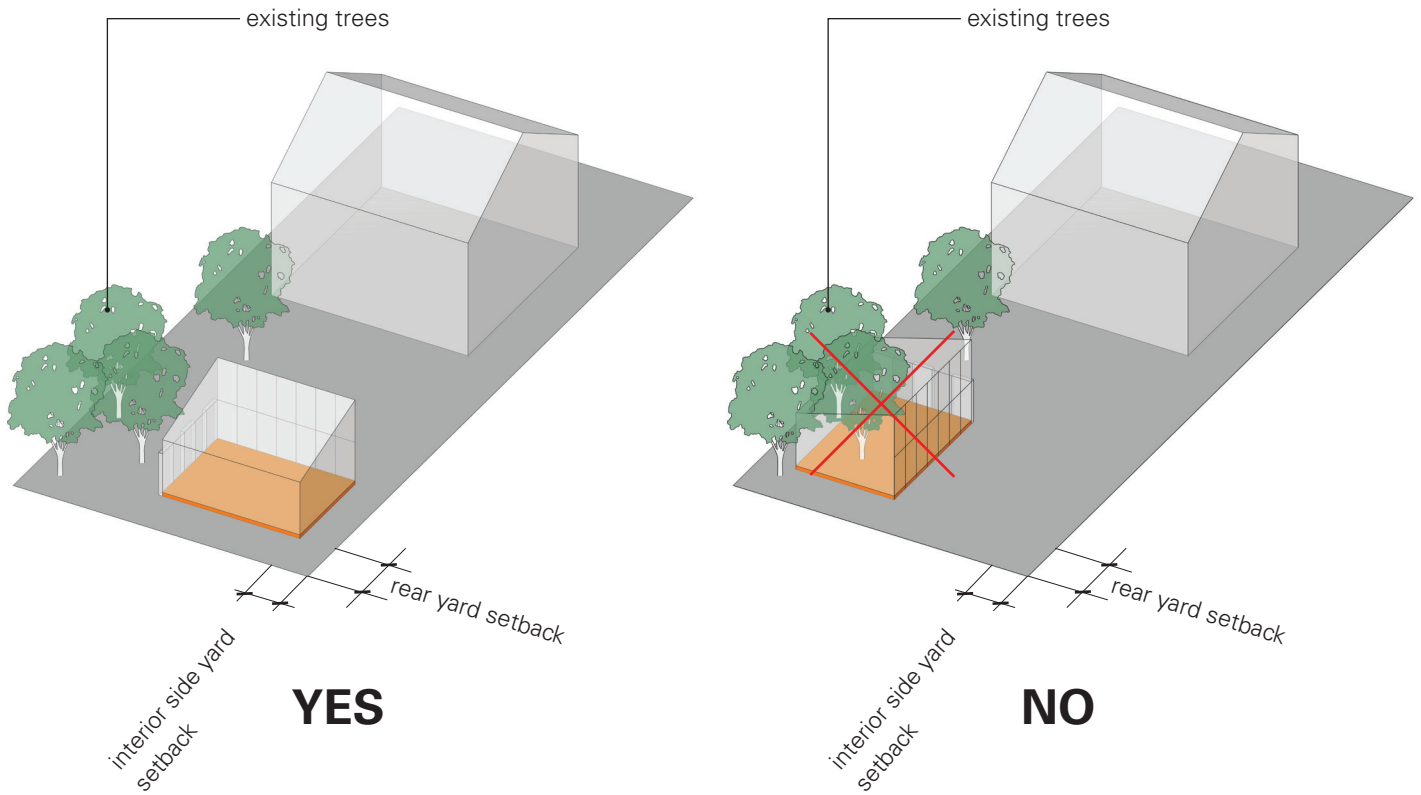 existing trees
existing trees
rear yard setback
interior side yard
setback
YES
rear yard setback
interior side yard
setback
NO